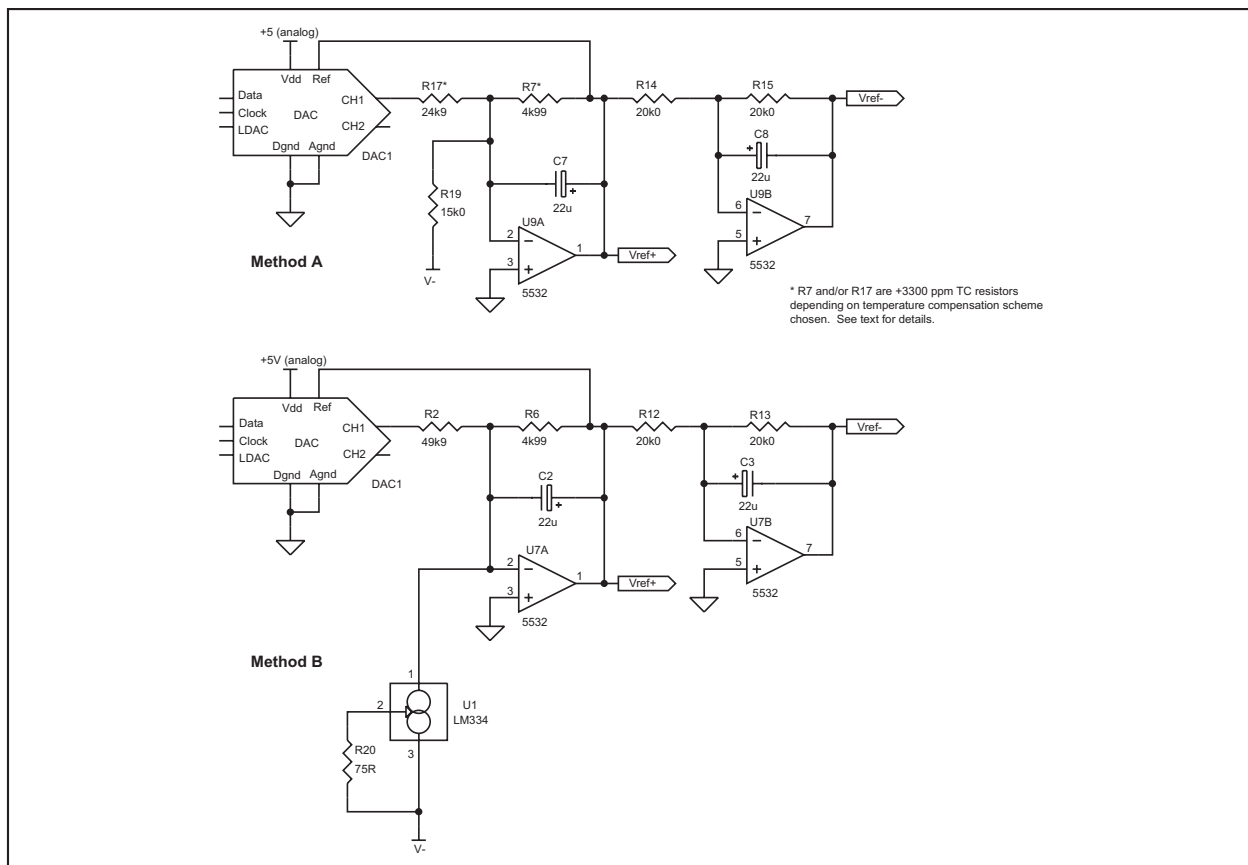 +5 (analog)
Vdd
Ref
Data
Clock
LDAC
DAC
CH1
CH2
Dgnd
Agnd
DAC1
R17*
24k9
R7*
4k99
R14
20k0
R15
20k0
Vref-
R19
15k0
V-
C7
+
22u
U9A
2
−
3
+
1
5532
Vref+
C8
+
22u
U9B
6
−
5
+
7
5532
Method A
* R7 and/or R17 are +3300 ppm TC resistors
depending on temperature compensation scheme
chosen. See text for details.
+5V (analog)
Vdd
Ref
Data
Clock
LDAC
DAC
CH1
CH2
Dgnd
Agnd
DAC1
R2
49k9
R6
4k99
R12
20k0
R13
20k0
Vref-
C2
+
22u
U7A
2
−
3
+
1
5532
Vref+
C3
+
22u
U7B
6
−
5
+
7
5532
Method B
1
2
3
U1
LM334
R20
75R
V-